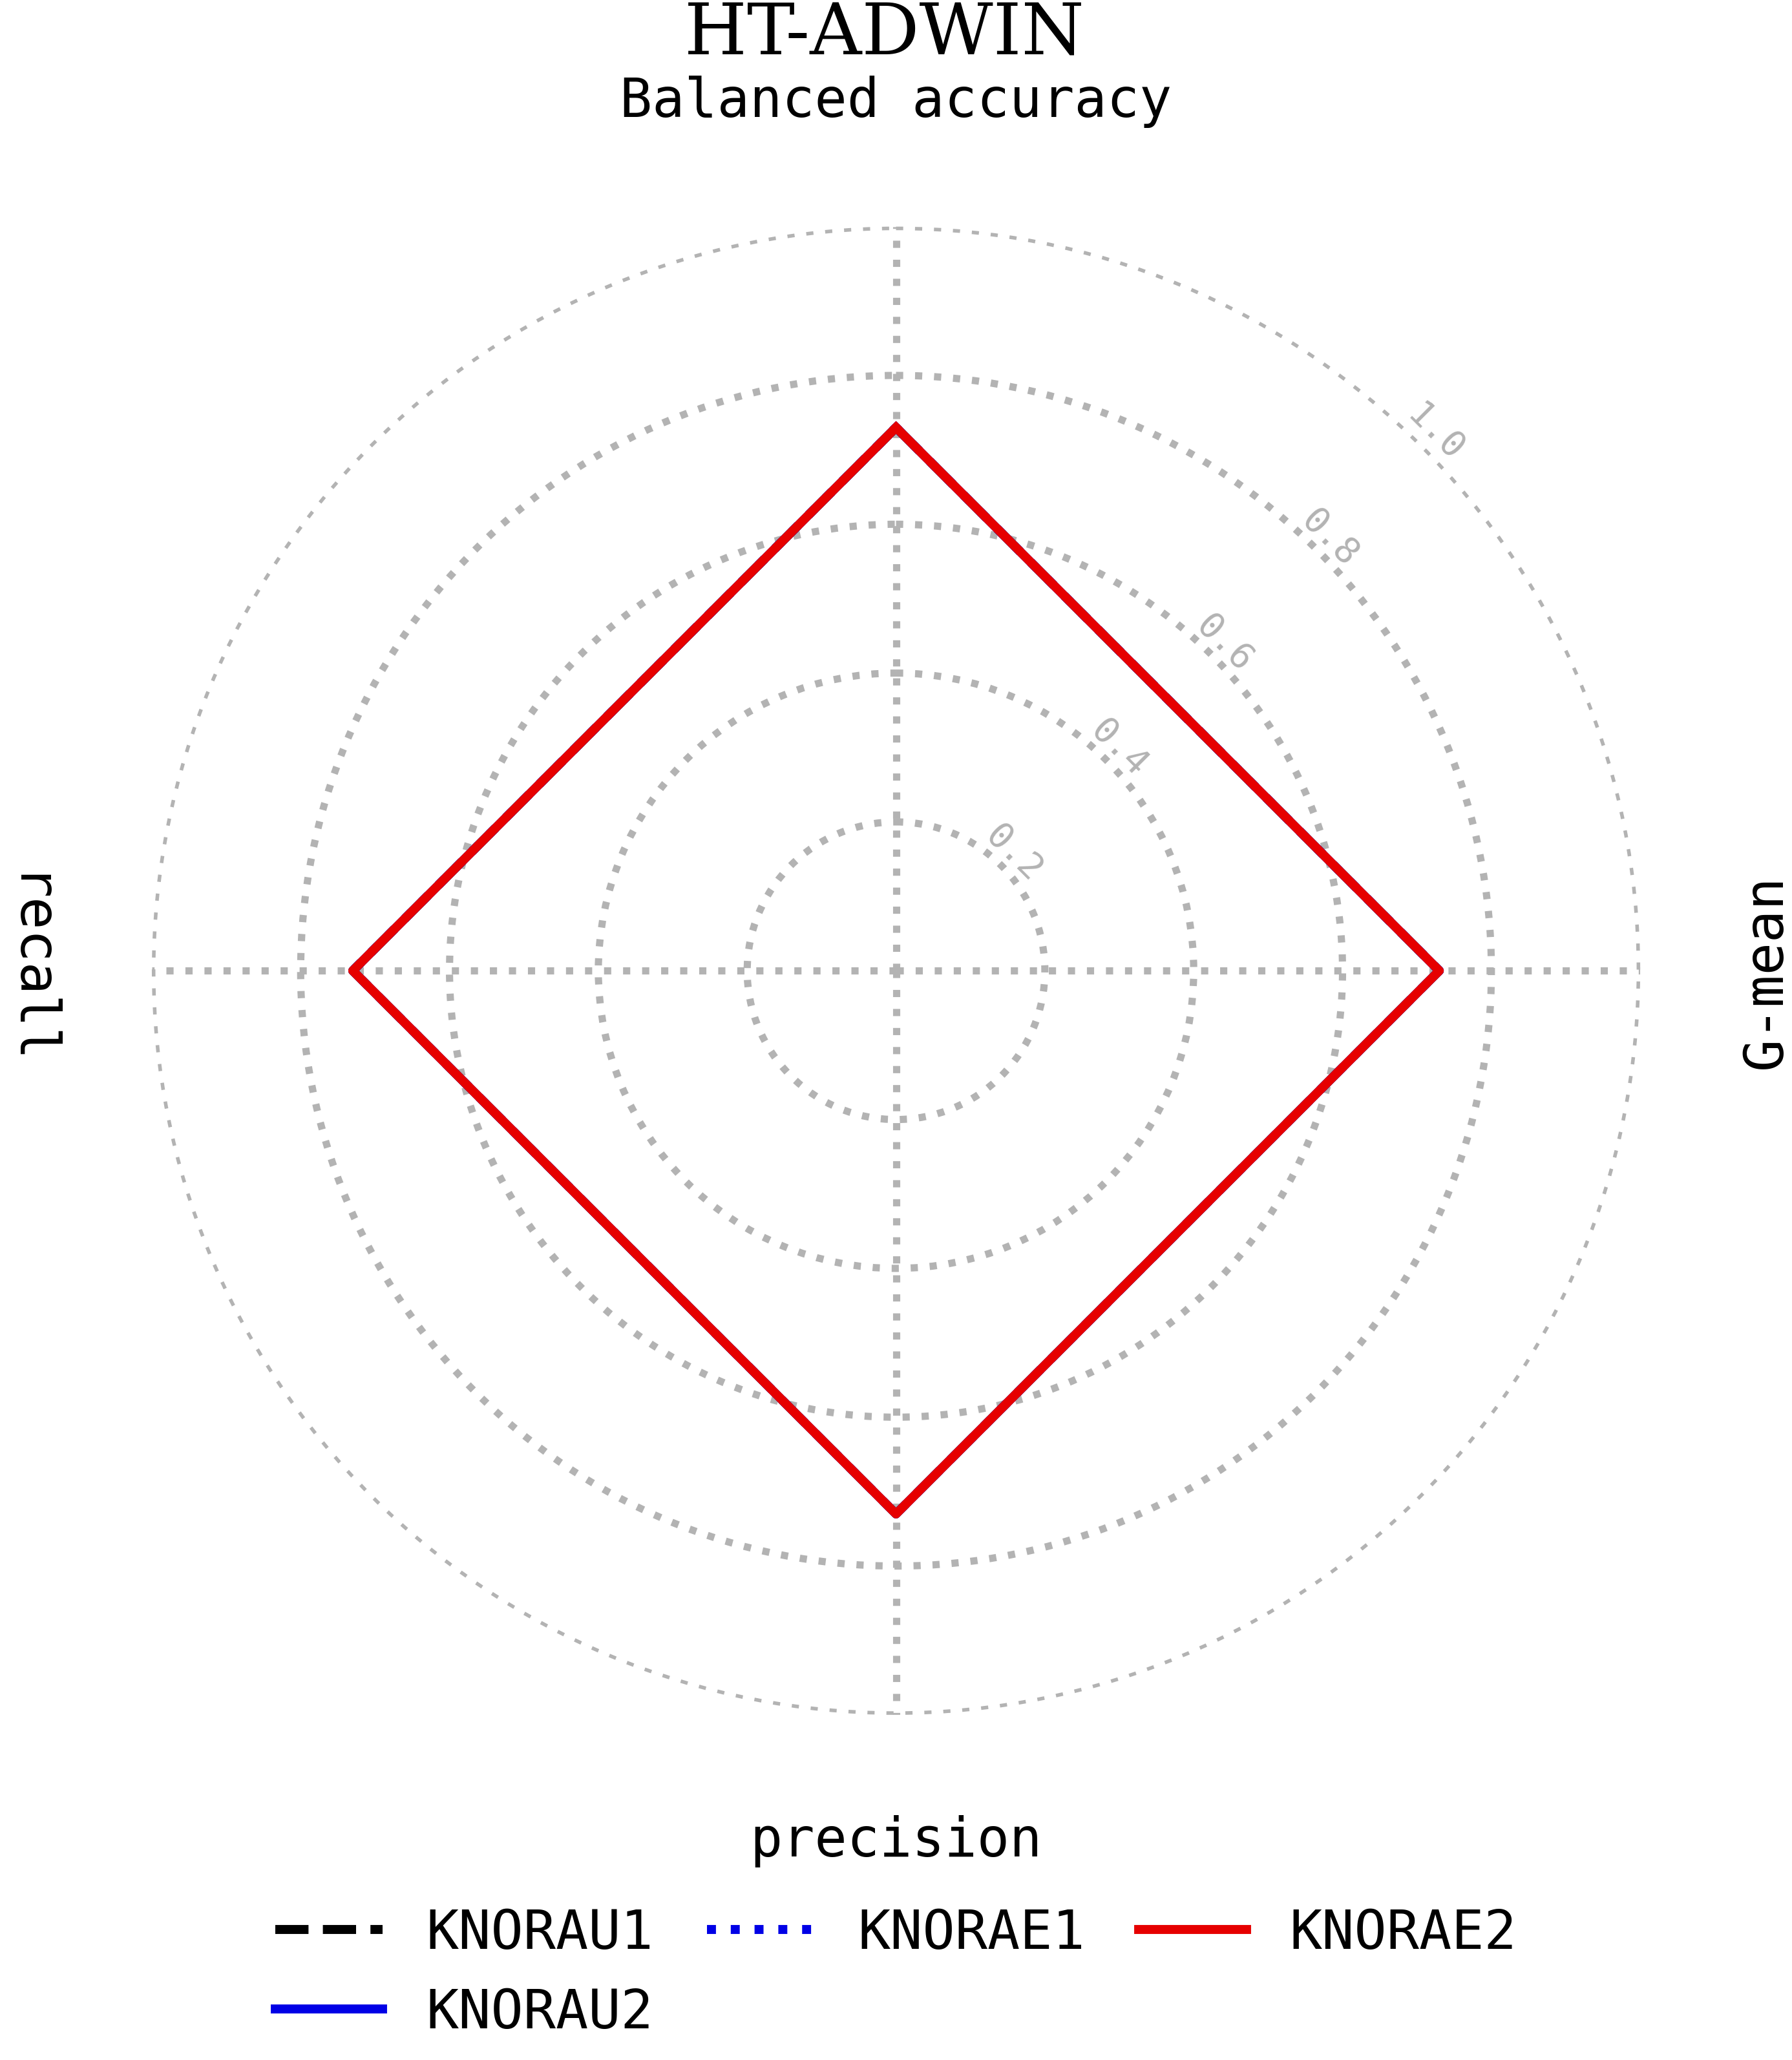 HT-ADWIN
Balanced accuracy
1.0
0.8
0.6
0.4
0.2
recall
G-mean
precision
KNORAU1 KNORAE1 KNORAE2
KNORAU2